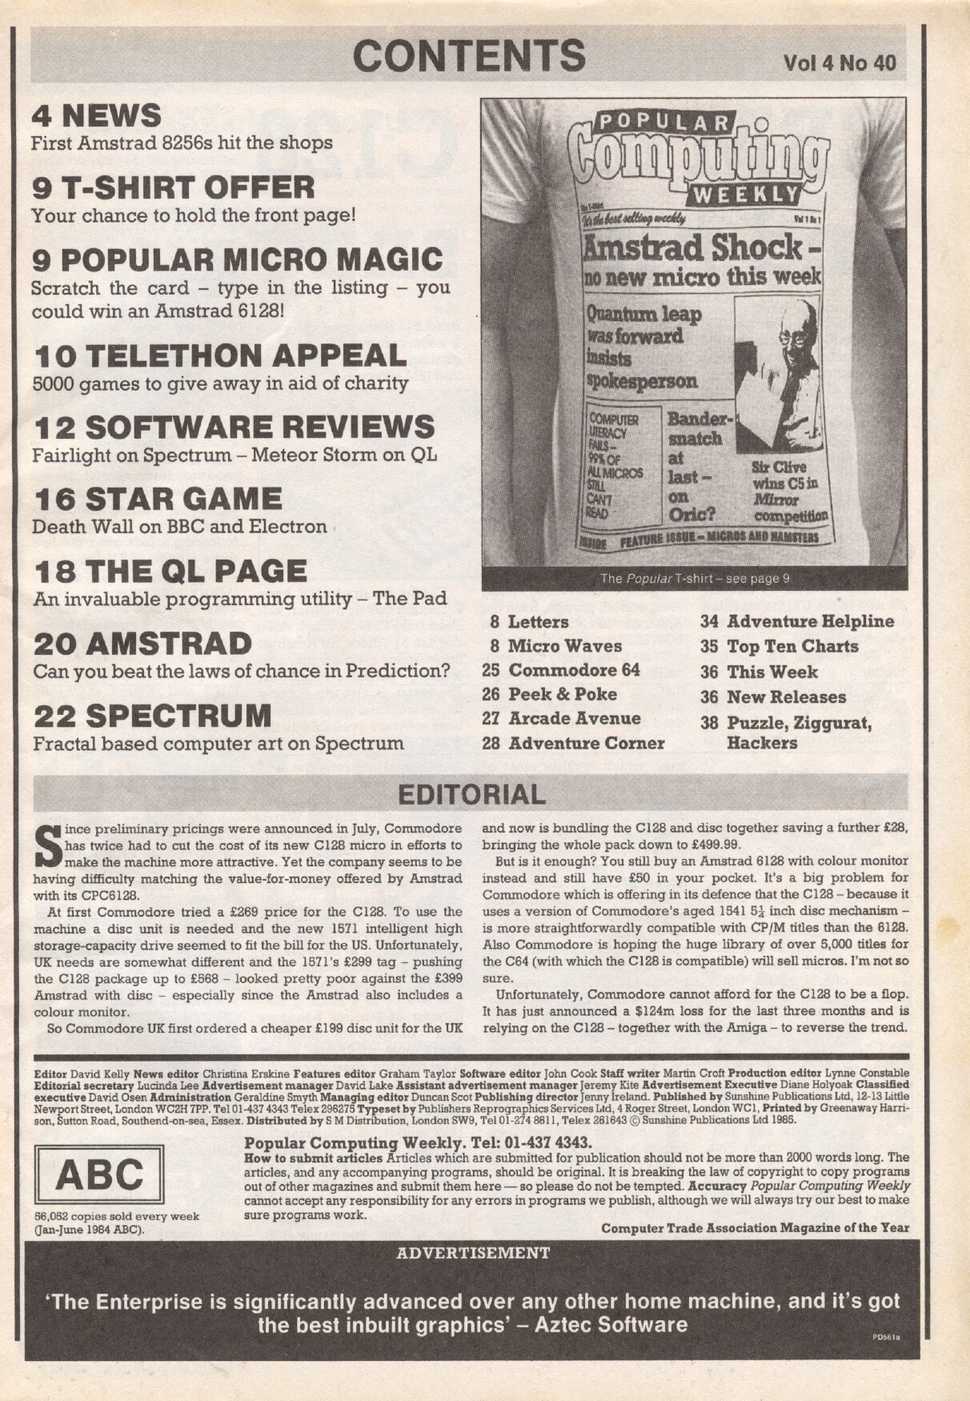 CONTENTS
Vol 4 No 40
4 NEWS
First Amstrad 8256s hit the shops
9 T-SHIRT OFFER
Your chance to hold the front page!
9 POPULAR MICRO MAGIC
Scratch the card – type in the listing – you
could win an Amstrad 6128!
10 TELETHON APPEAL
5000 games to give away in aid of charity
12 SOFTWARE REVIEWS
Fairlight on Spectrum – Meteor Storm on QL
16 STAR GAME
Death Wall on BBC and Electron
18 THE QL PAGE
An invaluable programming utility – The Pad
20 AMSTRAD
Can you beat the laws of chance in Prediction?
22 SPECTRUM
Fractal based computer art on Spectrum
POPULAR
Computing
WEEKLY
It's the best selling weekly
Vol 1 No 1
Amstrad Shock –
no new micro this week
Quantum leap
was forward
insists
spokesperson
COMPUTER
LITERACY
FAILS –
99% OF
ALL MICROS
STILL
CAN'T
READ
Bander-
snatch
at
last –
on
Oric?
Sir Clive
wins C5 in
Mirror
competition
INSIDE FEATURE ISSUE – MICROS AND HAMSTERS
The Popular T-shirt – see page 9
8 Letters
8 Micro Waves
25 Commodore 64
26 Peek & Poke
27 Arcade Avenue
28 Adventure Corner
34 Adventure Helpline
35 Top Ten Charts
36 This Week
36 New Releases
38 Puzzle, Ziggurat,
Hackers
EDITORIAL
Since preliminary pricings were announced in July, Commodore
has twice had to cut the cost of its new C128 micro in efforts to
make the machine more attractive. Yet the company seems to be
having difficulty matching the value-for-money offered by Amstrad
with its CPC6128.
At first Commodore tried a £269 price for the C128. To use the
machine a disc unit is needed and the new 1571 intelligent high
storage-capacity drive seemed to fit the bill for the US. Unfortunately,
UK needs are somewhat different and the 1571's £299 tag – pushing
the C128 package up to £568 – looked pretty poor against the £399
Amstrad with disc – especially since the Amstrad also includes a
colour monitor.
So Commodore UK first ordered a cheaper £199 disc unit for the UK
and now is bundling the C128 and disc together saving a further £28,
bringing the whole pack down to £499.99.
But is it enough? You still buy an Amstrad 6128 with colour monitor
instead and still have £50 in your pocket. It's a big problem for
Commodore which is offering in its defence that the C128 – because it
uses a version of Commodore's aged 1541 5¼ inch disc mechanism –
is more straightforwardly compatible with CP/M titles than the 6128.
Also Commodore is hoping the huge library of over 5,000 titles for
the C64 (with which the C128 is compatible) will sell micros. I'm not so
sure.
Unfortunately, Commodore cannot afford for the C128 to be a flop.
It has just announced a $124m loss for the last three months and is
relying on the C128 – together with the Amiga – to reverse the trend.
Editor David Kelly News editor Christina Erskine Features editor Graham Taylor Software editor John Cook Staff writer Martin Croft Production editor Lynne Constable
Editorial secretary Lucinda Lee Advertisement manager David Lake Assistant advertisement manager Jeremy Kite Advertisement Executive Diane Holyoak Classified
executive David Osen Administration Geraldine Smyth Managing editor Duncan Scot Publishing director Jenny Ireland. Published by Sunshine Publications Ltd, 12-13 Little
Newport Street, London WC2H 7PP. Tel 01-437 4343 Telex 296275 Typeset by Publishers Reprographics Services Ltd, 4 Roger Street, London WC1, Printed by Greenaway Harri-
son, Sutton Road, Southend-on-sea, Essex. Distributed by S M Distribution, London SW9, Tel 01-274 8611, Telex 261643 © Sunshine Publications Ltd 1985.
ABC
56,052 copies sold every week
(Jan-June 1984 ABC).
Popular Computing Weekly. Tel: 01-437 4343.
How to submit articles Articles which are submitted for publication should not be more than 2000 words long. The
articles, and any accompanying programs, should be original. It is breaking the law of copyright to copy programs
out of other magazines and submit them here — so please do not be tempted. Accuracy Popular Computing Weekly
cannot accept any responsibility for any errors in programs we publish, although we will always try our best to make
sure programs work.
Computer Trade Association Magazine of the Year
ADVERTISEMENT
'The Enterprise is significantly advanced over any other home machine, and it's got
the best inbuilt graphics' – Aztec Software
PD561a